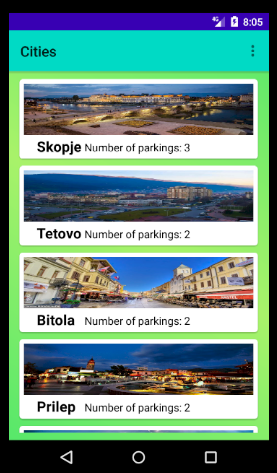 4G 8:05
Cities
Skopje Number of parkings: 3
Tetovo Number of parkings: 2
Bitola Number of parkings: 2
Prilep Number of parkings: 2